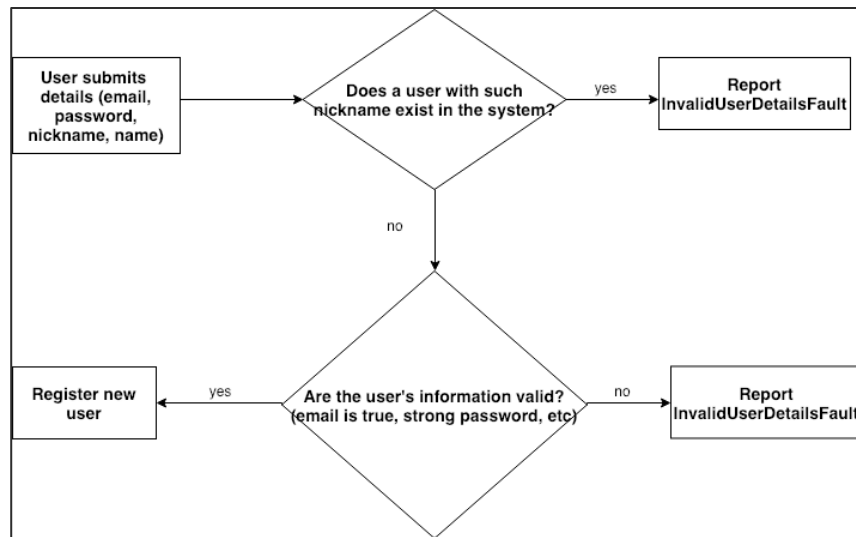 User submits
details (email,
password,
nickname, name)
Does a user with such
nickname exist in the system?
yes
Report
InvalidUserDetailsFault
no
Register new
user
yes
Are the user's information valid?
(email is true, strong password, etc)
no
Report
InvalidUserDetailsFault